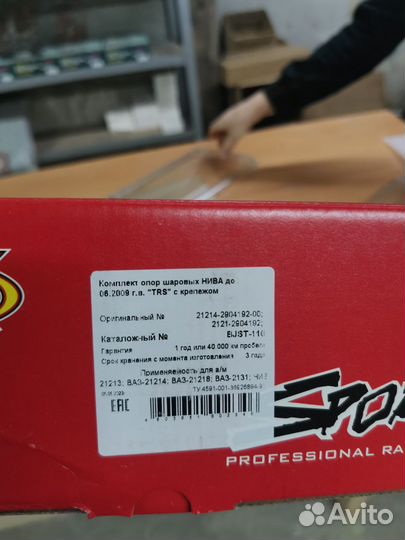 Комплект опор шаровых НИВА до
06.2009 г.в. "TRS" с крепежом
Оригинальный № 21214-2904192-00;
2121-2904192;
Каталожный № BJST-110
Гарантия 1 год или 40 000 км пробега
Срок хранения с момента изготовления 3 года
Применяемость для а/м
21213; ВАЗ-21214; ВАЗ-21218; ВАЗ-2131;
EAC
SPOR
PROFESSIONAL RA
Avito